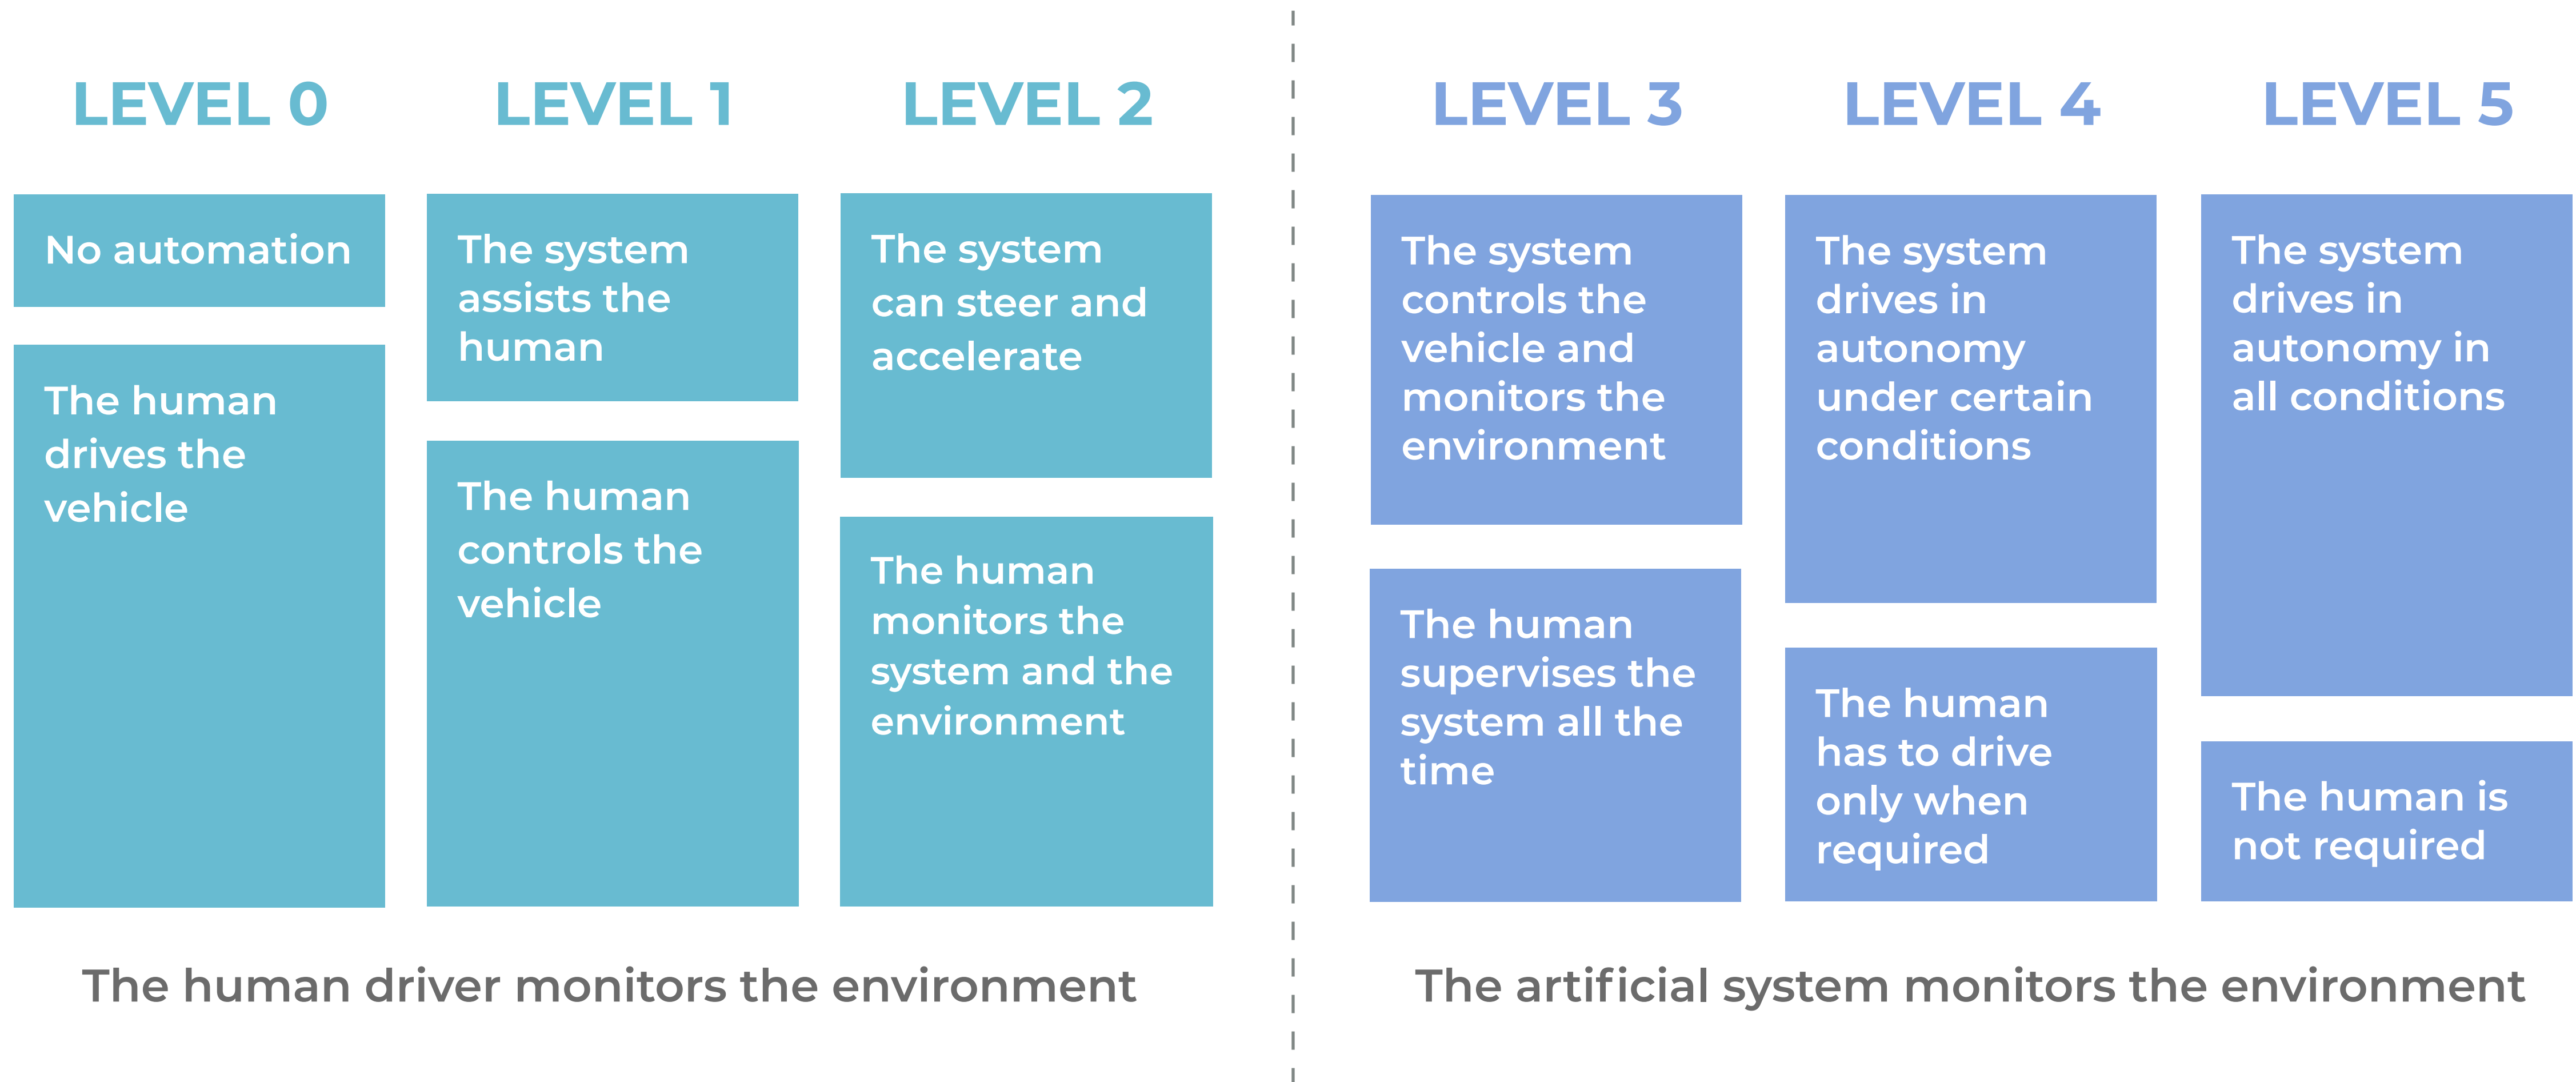 LEVEL 0
No automation
The human
drives the
vehicle
LEVEL 1
The system
assists the
human
The human
controls the
vehicle
LEVEL 2
The system
can steer and
accelerate
The human
monitors the
system and the
environment
The human driver monitors the environment
LEVEL 3
The system
controls the
vehicle and
monitors the
environment
The human
supervises the
system all the
time
LEVEL 4
The system
drives in
autonomy
under certain
conditions
The human
has to drive
only when
required
LEVEL 5
The system
drives in
autonomy in
all conditions
The human is
not required
The artificial system monitors the environment